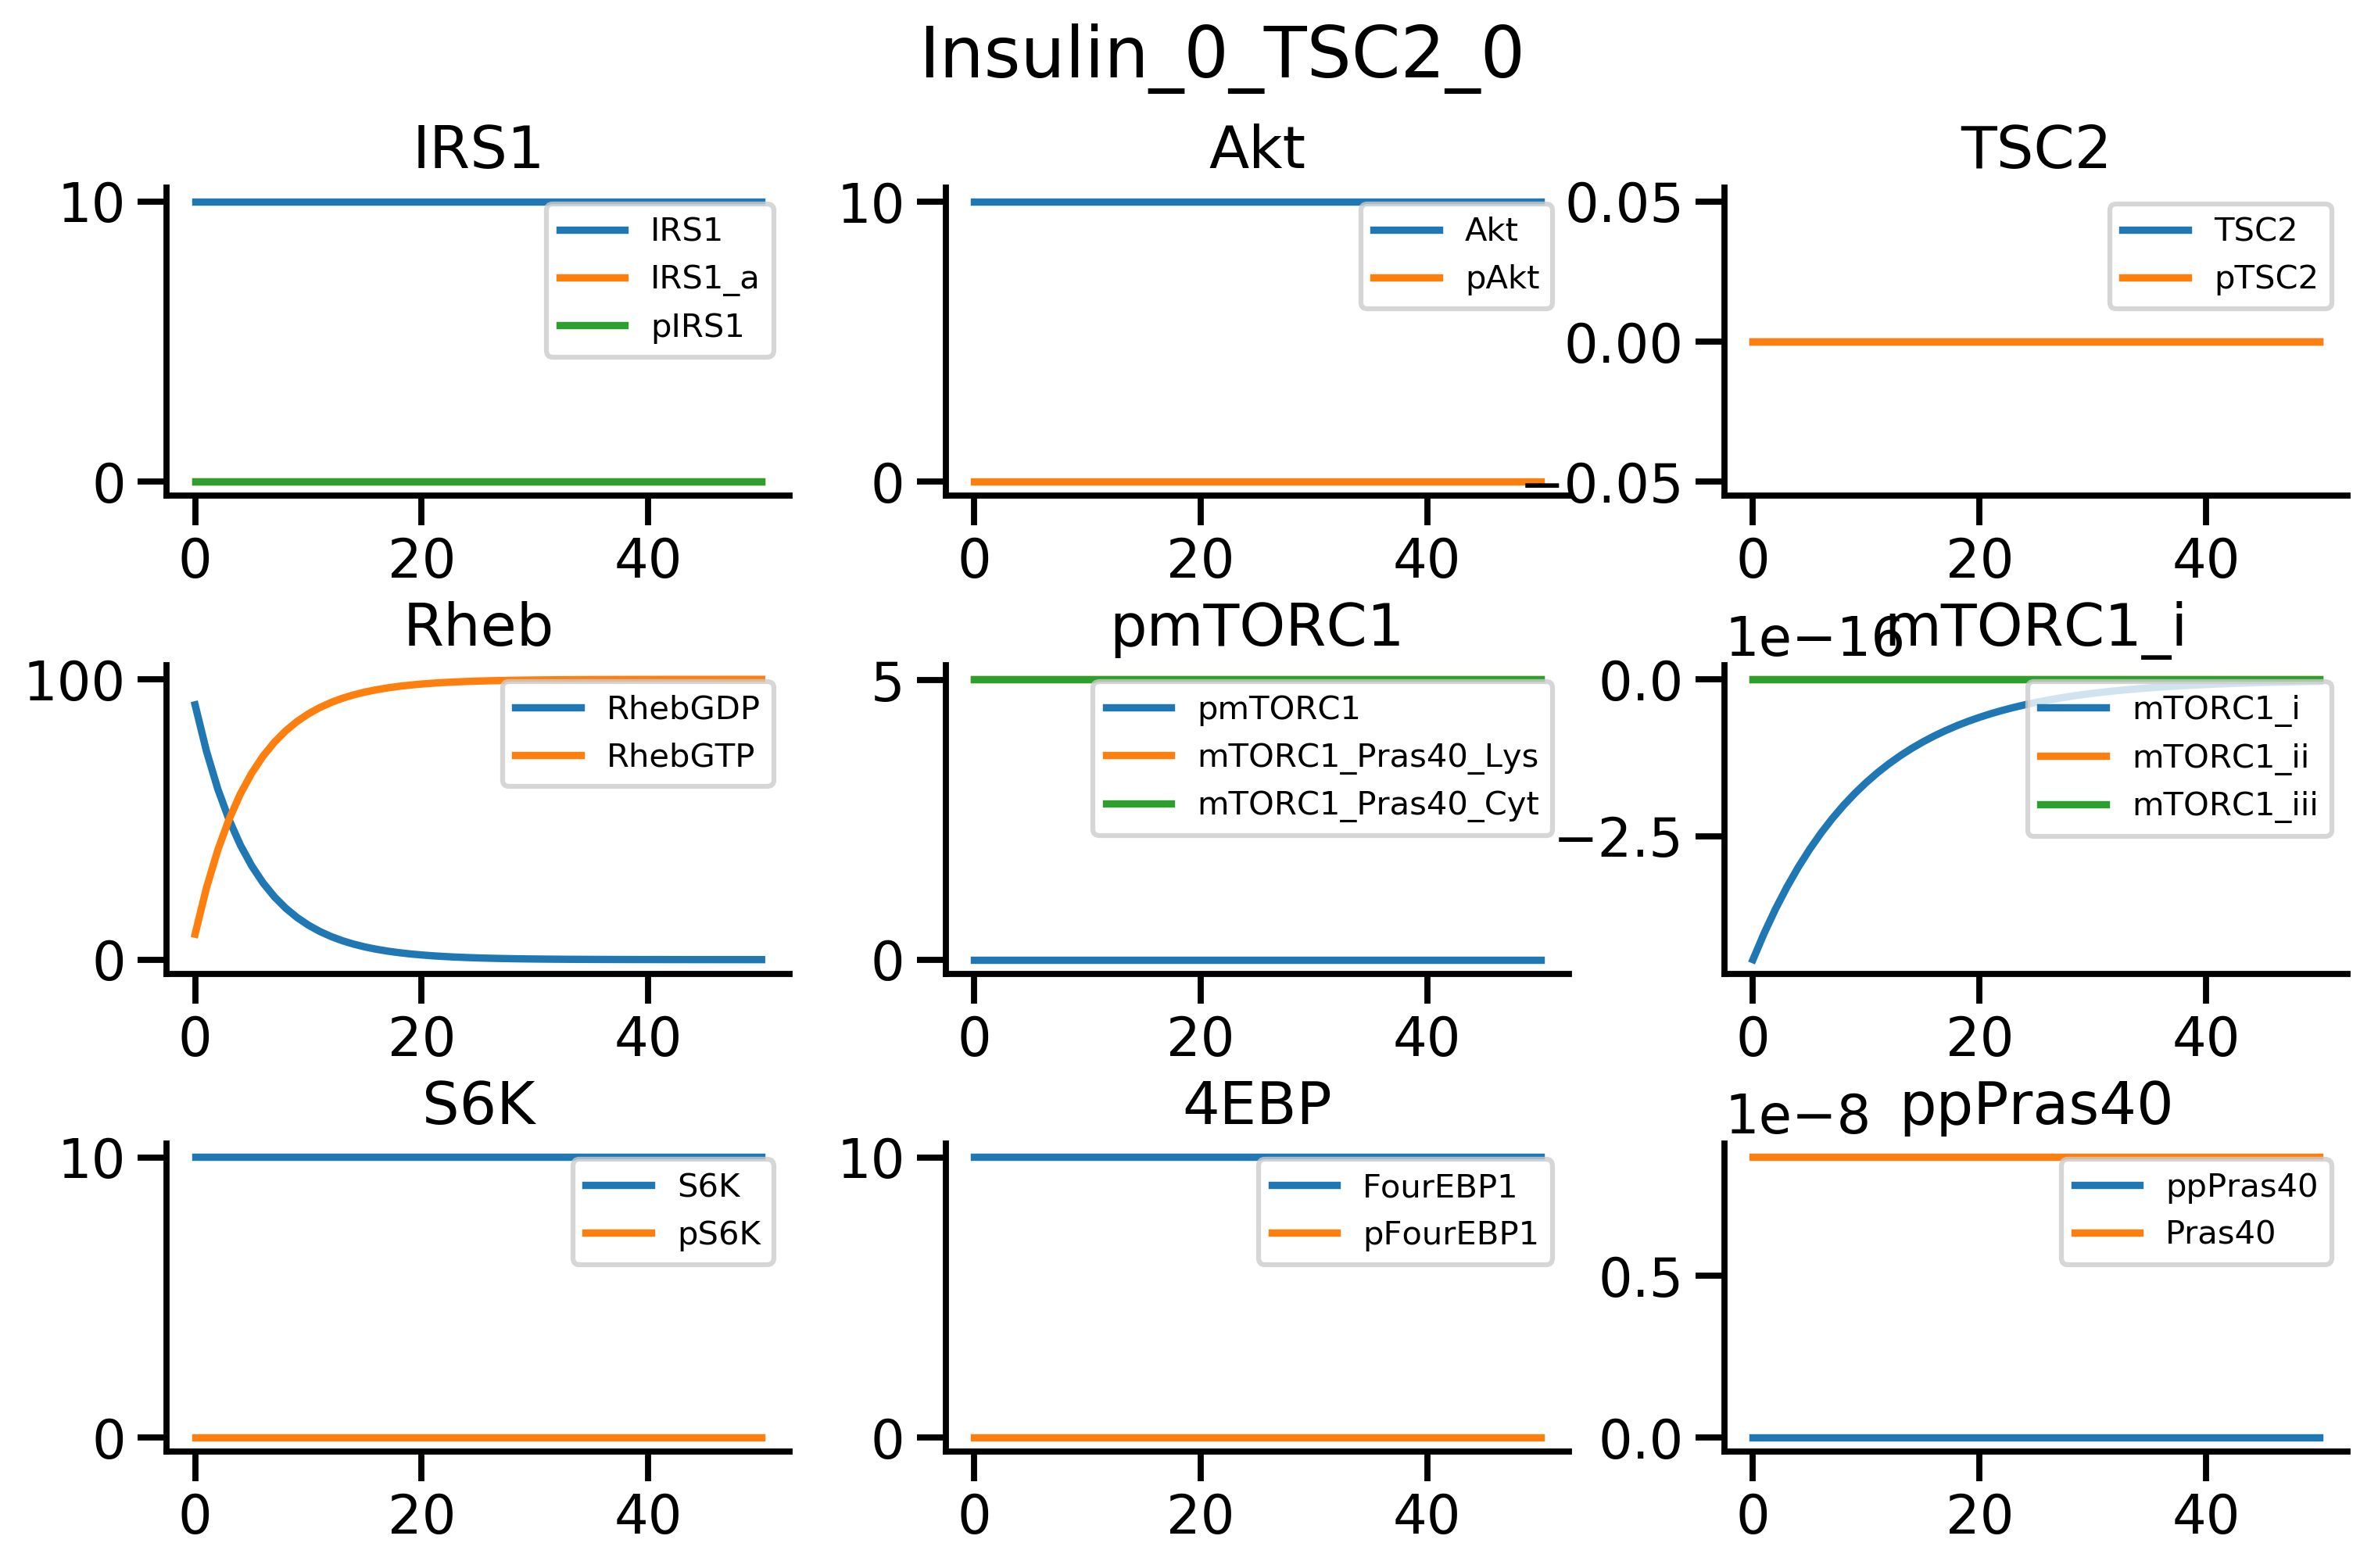 Insulin_0_TSC2_0
IRS1
10
0
0 20 40
IRS1
IRS1_a
pIRS1
Akt
10
0
0 20 40
Akt
pAkt
TSC2
0.05
0.00
−0.05
0 20 40
TSC2
pTSC2
Rheb
100
0
0 20 40
RhebGDP
RhebGTP
pmTORC1
5
0
0 20 40
pmTORC1
mTORC1_Pras40_Lys
mTORC1_Pras40_Cyt
mTORC1_i
1e−16
0.0
−2.5
0 20 40
mTORC1_i
mTORC1_ii
mTORC1_iii
S6K
10
0
0 20 40
S6K
pS6K
4EBP
10
0
0 20 40
FourEBP1
pFourEBP1
ppPras40
1e−8
0.5
0.0
0 20 40
ppPras40
Pras40